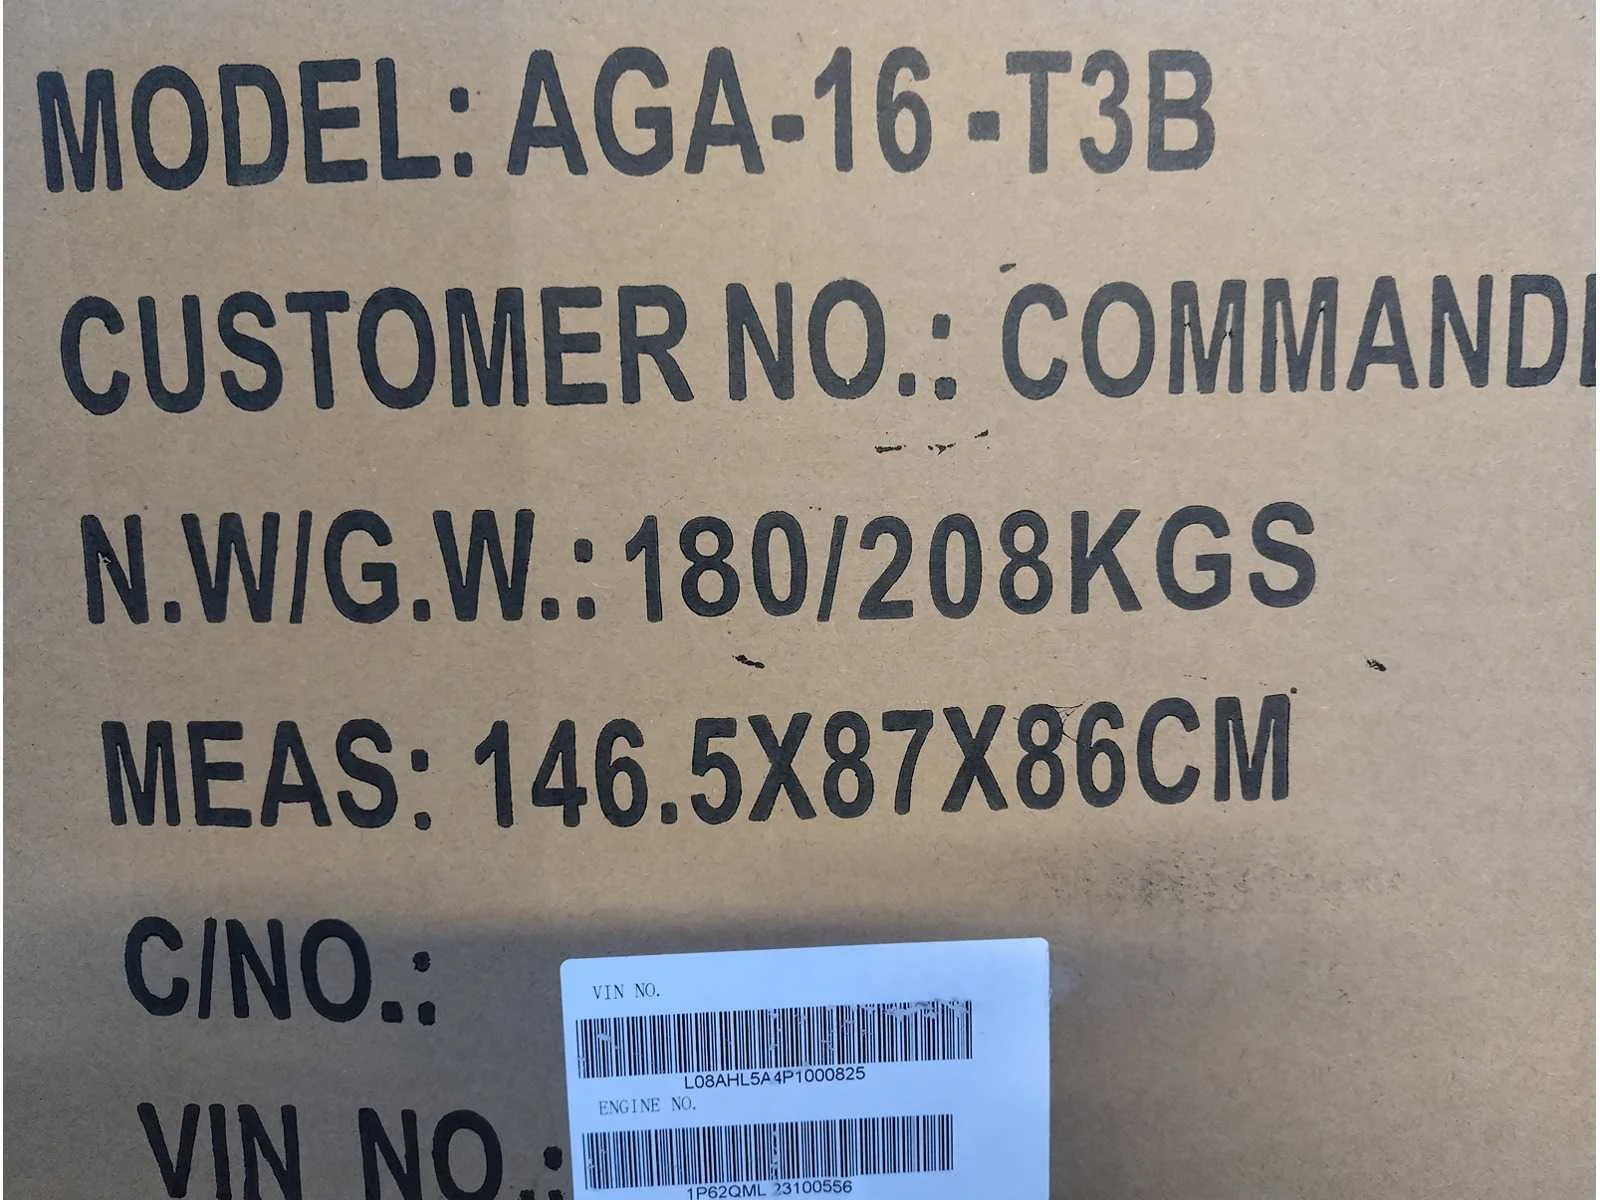 MODEL: AGA-16 -T3B
CUSTOMER NO.: COMMANDE
N.W/G.W.:180/208KGS
MEAS: 146.5X87X86CM
C/NO.:
VIN NO.
L08AHL5A4P1000825
ENGINE NO.
VIN NO.:
1P62QML 23100556